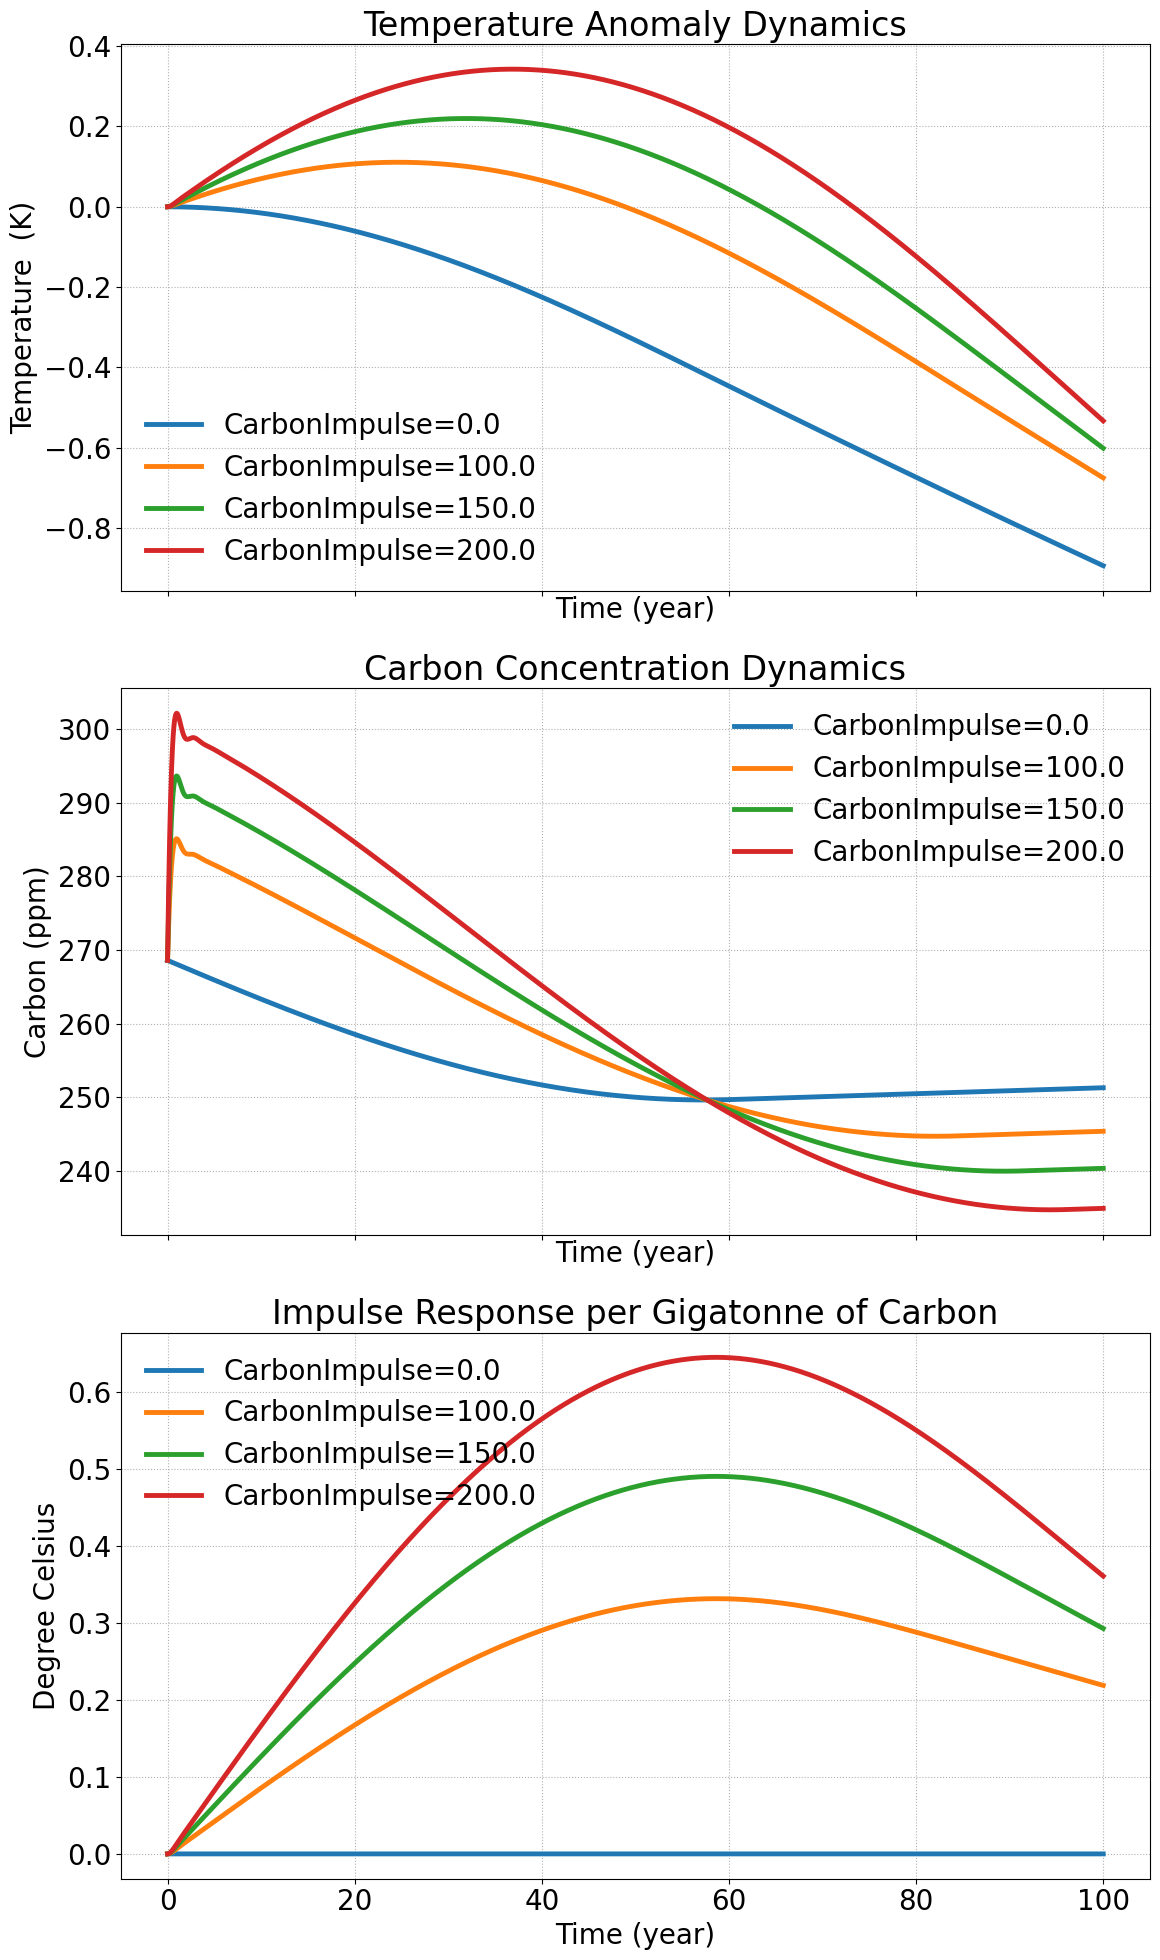 Temperature Anomaly Dynamics
0.4
0.2
0.0
−0.2
−0.4
−0.6
−0.8
Temperature  (K)
CarbonImpulse=0.0
CarbonImpulse=100.0
CarbonImpulse=150.0
CarbonImpulse=200.0
Time (year)
Carbon Concentration Dynamics
300
290
280
270
260
250
240
Carbon (ppm)
CarbonImpulse=0.0
CarbonImpulse=100.0
CarbonImpulse=150.0
CarbonImpulse=200.0
Time (year)
Impulse Response per Gigatonne of Carbon
0.6
0.5
0.4
0.3
0.2
0.1
0.0
Degree Celsius
CarbonImpulse=0.0
CarbonImpulse=100.0
CarbonImpulse=150.0
CarbonImpulse=200.0
0 20 40 60 80 100
Time (year)